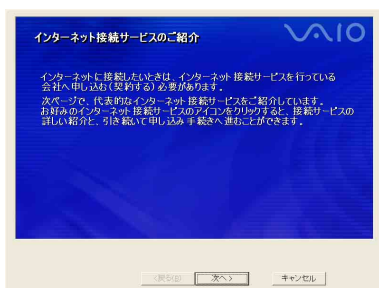 インターネット接続サービスのご紹介
VAIO
インターネットに接続したいときは、インターネット接続サービスを行っている
会社へ申し込む(契約する)必要があります。
次ページで、代表的なインターネット接続サービスをご紹介しています。
お好みのインターネット接続サービスのアイコンをクリックすると、接続サービスの
詳しい紹介と、引き続いて申し込み手続きへ進むことができます。
<戻る(B) 次へ> キャンセル